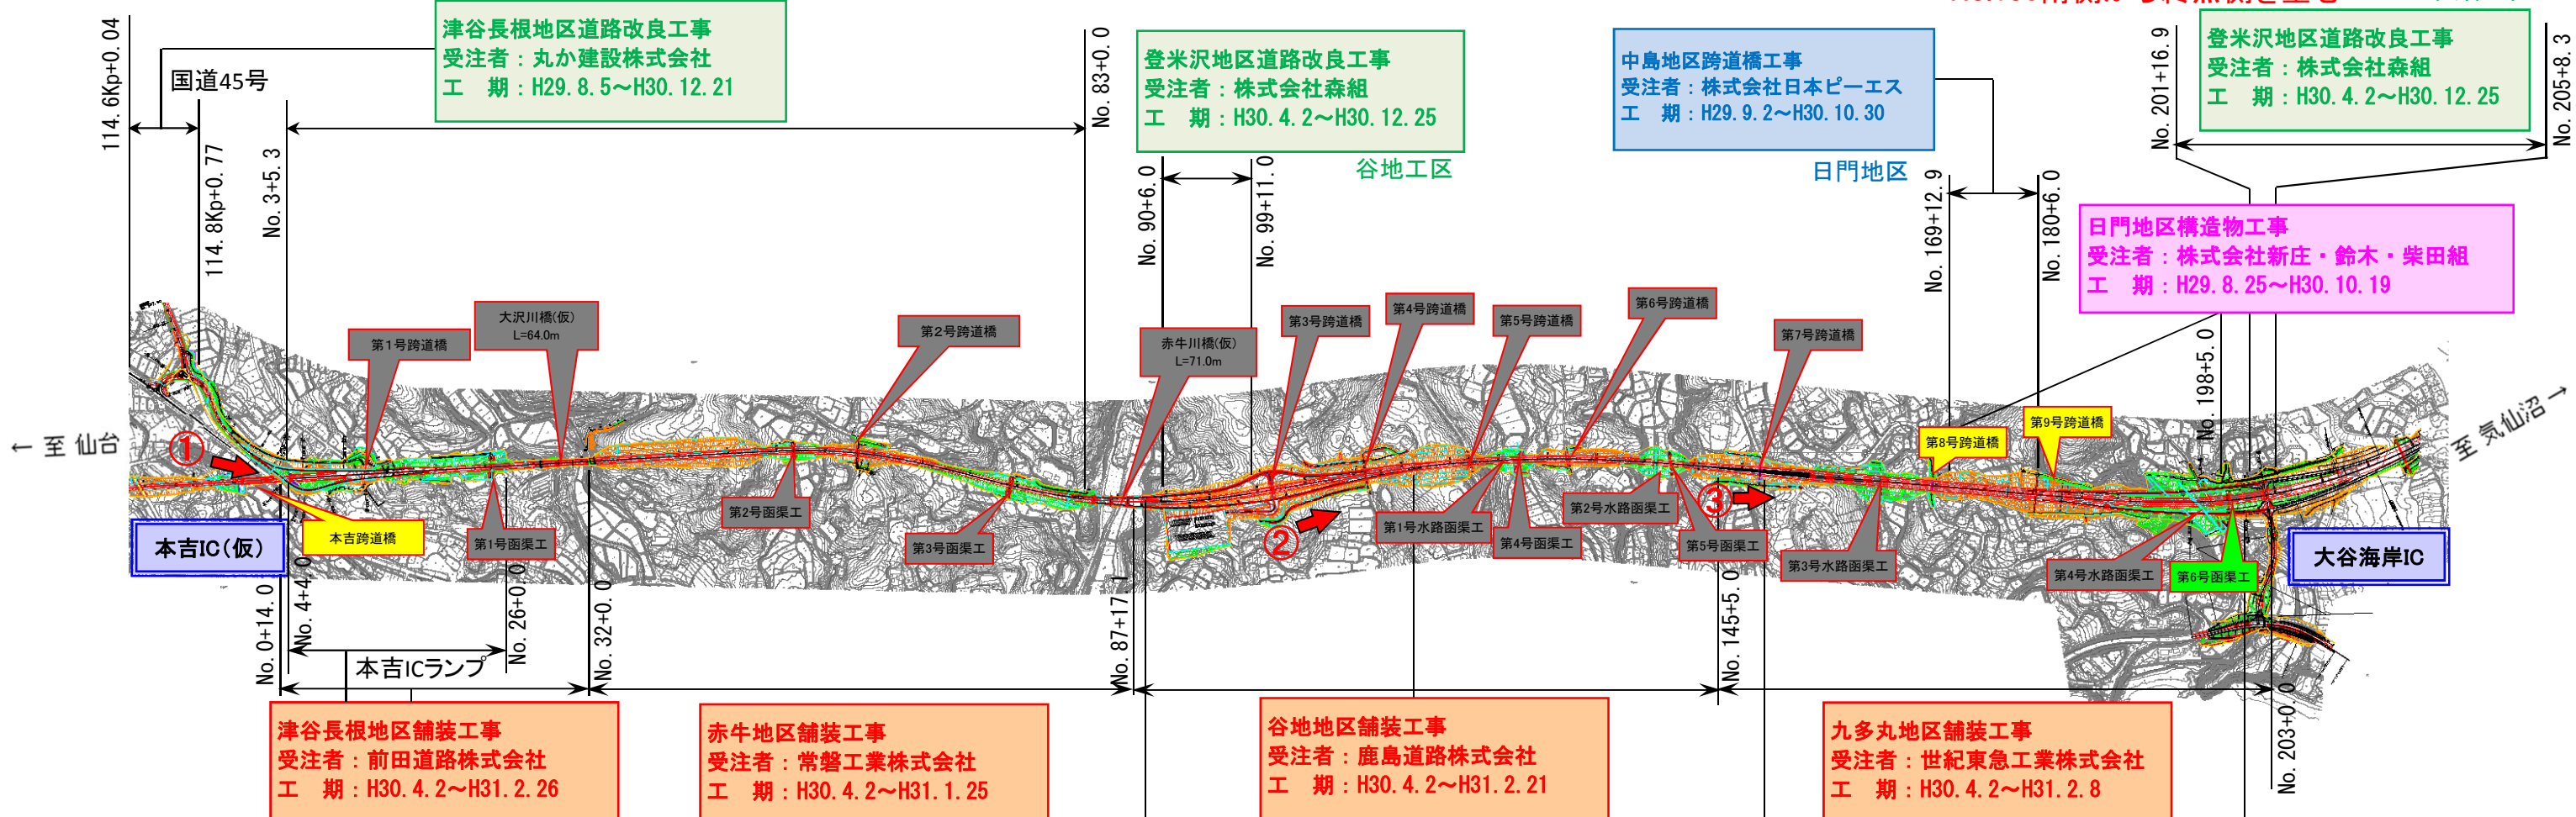 津谷長根地区道路改良工事
受注者：丸か建設株式会社
工　期：H29.8.5～H30.12.21
登米沢地区道路改良工事
受注者：株式会社森組
工　期：H30.4.2～H30.12.25
谷地工区
中島地区跨道橋工事
受注者：株式会社日本ピーエス
工　期：H29.9.2～H30.10.30
日門地区
登米沢地区道路改良工事
受注者：株式会社森組
工　期：H30.4.2～H30.12.25
日門地区構造物工事
受注者：株式会社新庄・鈴木・柴田組
工　期：H29.8.25～H30.10.19
114.6Kp+0.04
国道45号
114.8Kp+0.77
No.3+5.3
No.83+0.0
No.90+6.0
No.99+11.0
No.169+12.9
No.180+6.0
No.201+16.9
No.205+8.3
No.198+5.0
第1号跨道橋
大沢川橋(仮)
L=64.0m
第2号跨道橋
赤牛川橋(仮)
L=71.0m
第3号跨道橋
第4号跨道橋
第5号跨道橋
第6号跨道橋
第7号跨道橋
第8号跨道橋
第9号跨道橋
← 至 仙台
至 気仙沼 →
①
②
③
本吉IC(仮)
本吉跨道橋
第1号函渠工
第2号函渠工
第3号函渠工
第1号水路函渠工
第4号函渠工
第2号水路函渠工
第5号函渠工
第3号水路函渠工
第4号水路函渠工
第6号函渠工
大谷海岸IC
No.0+14.0
No.4+4.0
No.26+0.0
No.32+0.0
No.87+17.1
No.145+5.0
No.203+0.0
本吉ICランプ
津谷長根地区舗装工事
受注者：前田道路株式会社
工　期：H30.4.2～H31.2.26
赤牛地区舗装工事
受注者：常磐工業株式会社
工　期：H30.4.2～H31.1.25
谷地地区舗装工事
受注者：鹿島道路株式会社
工　期：H30.4.2～H31.2.21
九多丸地区舗装工事
受注者：世紀東急工業株式会社
工　期：H30.4.2～H31.2.8